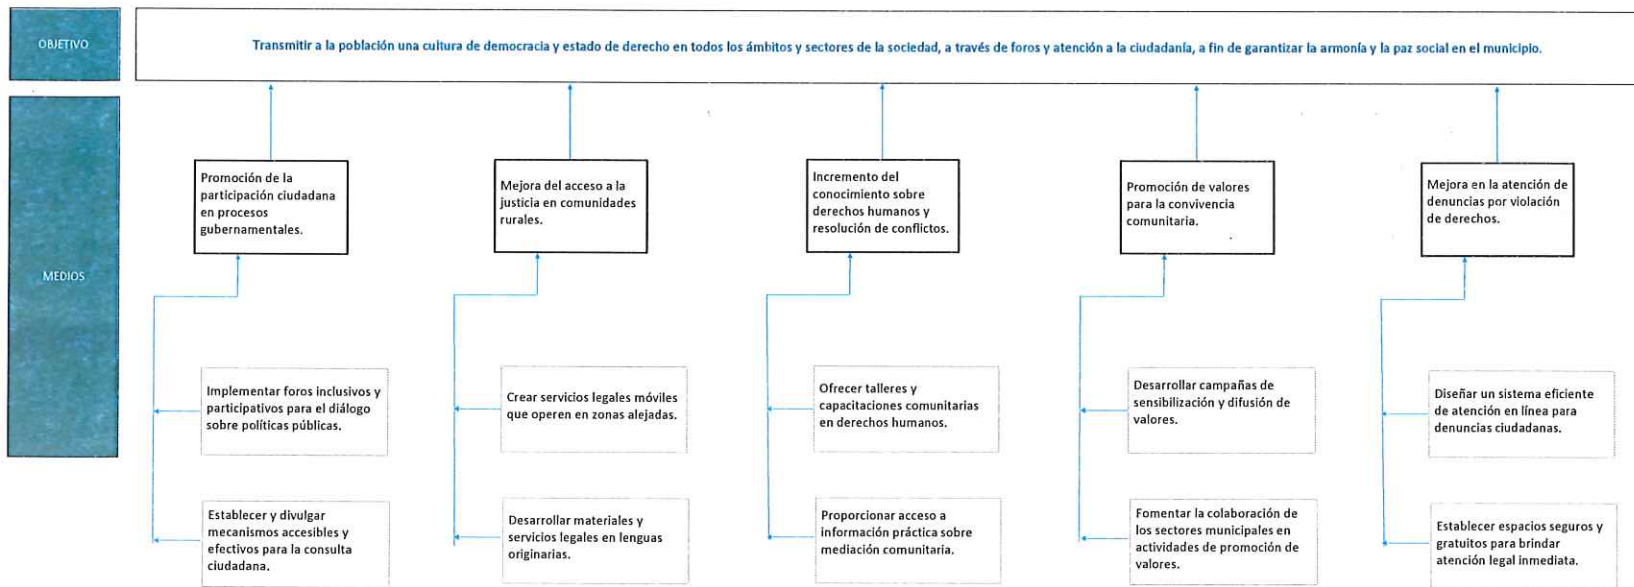 OBJETIVO
Transmitir a la población una cultura de democracia y estado de derecho en todos los ámbitos y sectores de la sociedad, a través de foros y atención a la ciudadanía, a fin de garantizar la armonía y la paz social en el municipio.
MEDIOS
Promoción de la
participación ciudadana
en procesos
gubernamentales.
Mejora del acceso a la
justicia en comunidades
rurales.
Incremento del
conocimiento sobre
derechos humanos y
resolución de conflictos.
Promoción de valores
para la convivencia
comunitaria.
Mejora en la atención de
denuncias por violación
de derechos.
Implementar foros inclusivos y
participativos para el diálogo
sobre políticas públicas.
Crear servicios legales móviles
que operen en zonas alejadas.
Ofrecer talleres y
capacitaciones comunitarias
en derechos humanos.
Desarrollar campañas de
sensibilización y difusión de
valores.
Diseñar un sistema eficiente
de atención en línea para
denuncias ciudadanas.
Establecer y divulgar
mecanismos accesibles y
efectivos para la consulta
ciudadana.
Desarrollar materiales y
servicios legales en lenguas
originarias.
Proporcionar acceso a
información práctica sobre
mediación comunitaria.
Fomentar la colaboración de
los sectores municipales en
actividades de promoción de
valores.
Establecer espacios seguros y
gratuitos para brindar
atención legal inmediata.